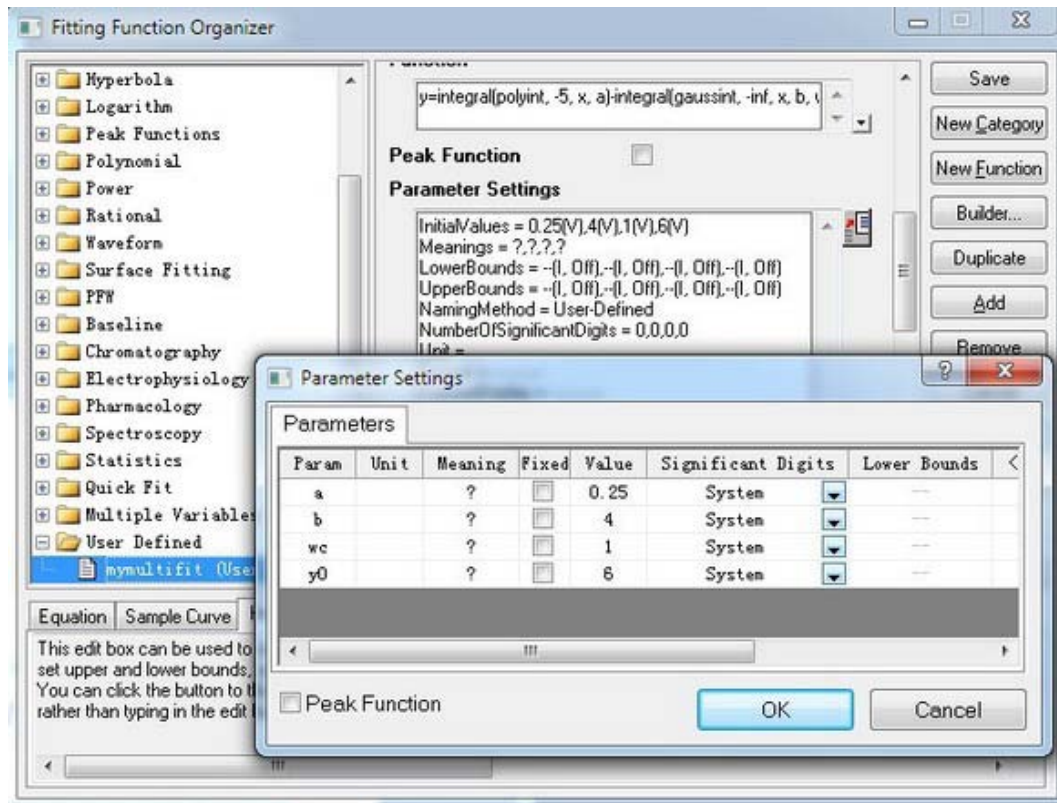 Fitting Function Organizer
Hyperbola
Logarithm
Peak Functions
Polynomial
Power
Rational
Waveform
Surface Fitting
PFW
Baseline
Chromatography
Electrophysiology
Pharmacology
Spectroscopy
Statistics
Quick Fit
Multiple Variables
User Defined
mymultifit (User
Function
y=integral(polyint, -5, x, a)-integral(gaussint, -inf, x, b,
Peak Function
Parameter Settings
InitialValues = 0.25(V),4(V),1(V),6(V)
Meanings = ?,?,?,?
LowerBounds = --(I, Off),--(I, Off),--(I, Off),--(I, Off)
UpperBounds = --(I, Off),--(I, Off),--(I, Off),--(I, Off)
NamingMethod = User-Defined
NumberOfSignificantDigits = 0,0,0,0
Unit =
Save
New Category
New Function
Builder...
Duplicate
Add
Remove
Equation Sample Curve
This edit box can be used to
set upper and lower bounds,
You can click the button to
rather than typing in the edit
Parameter Settings
Parameters
Param Unit Meaning Fixed Value Significant Digits Lower Bounds <
a ? 0.25 System --
b ? 4 System --
wc ? 1 System --
y0 ? 6 System --
Peak Function
OK
Cancel